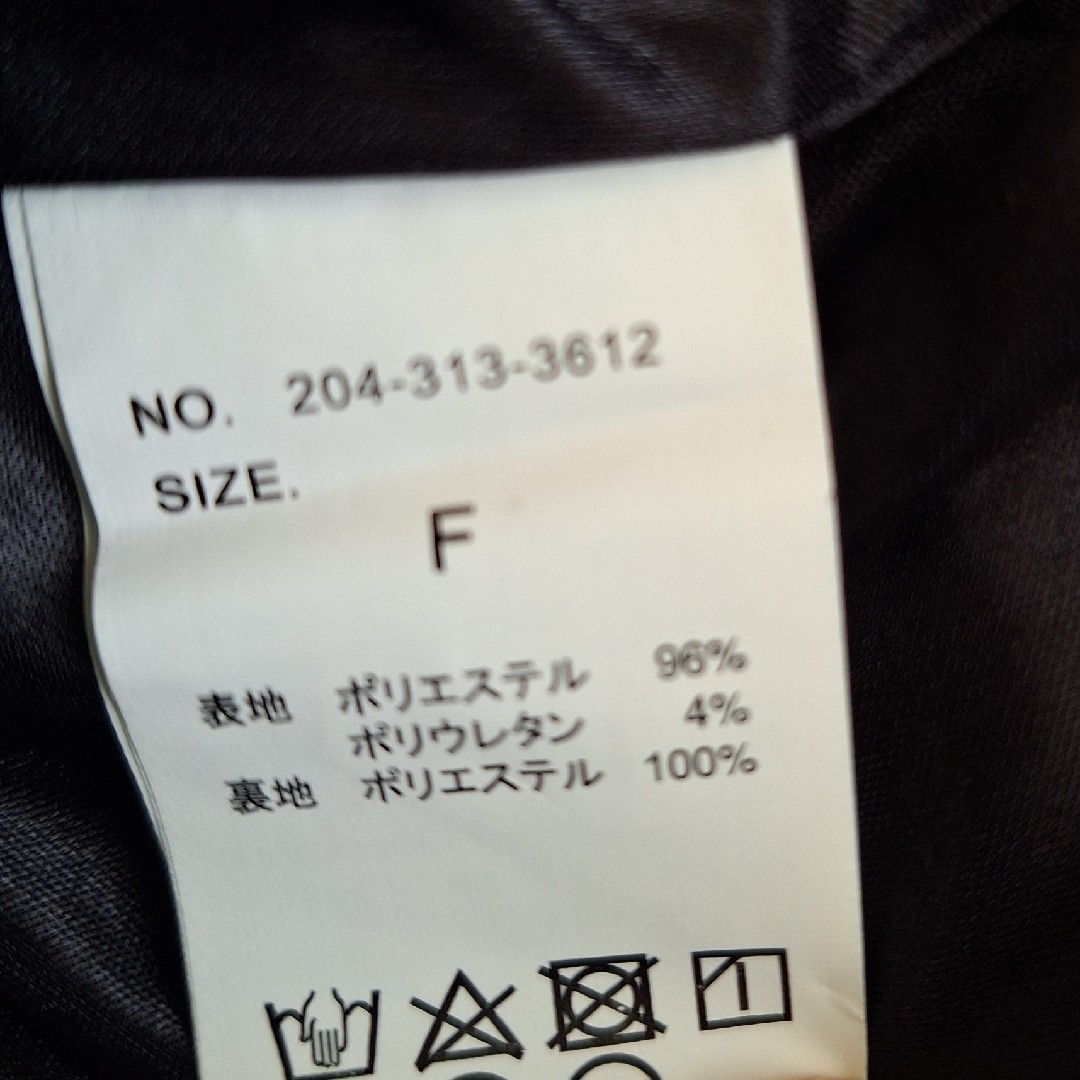 NO. 204-313-3612
SIZE.
F
表地 ポリエステル 96%
ポリウレタン 4%
裏地 ポリエステル 100%